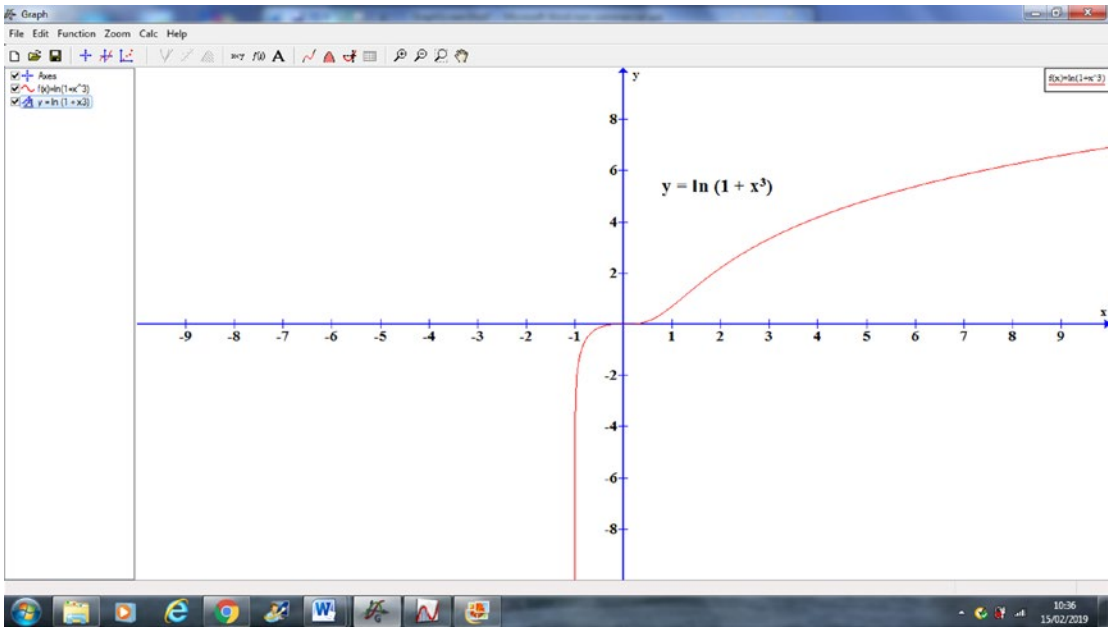 Graph
File Edit Function Zoom Calc Help
Axes
f(x)=ln(1+x^3)
y = ln (1 + x3)
f(x)=ln(1+x^3)
y
8
6
y = ln (1 + x³)
4
2
x
-9 -8 -7 -6 -5 -4 -3 -2 -1 1 2 3 4 5 6 7 8 9
-2
-4
-6
-8
10:36
15/02/2019